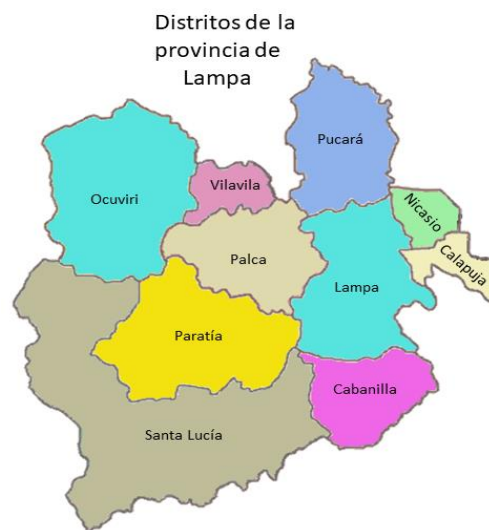 Distritos de la
provincia de
Lampa
Pucará
Vilavila
Ocuviri
Nicasio
Palca
Calapuja
Lampa
Paratía
Cabanilla
Santa Lucía